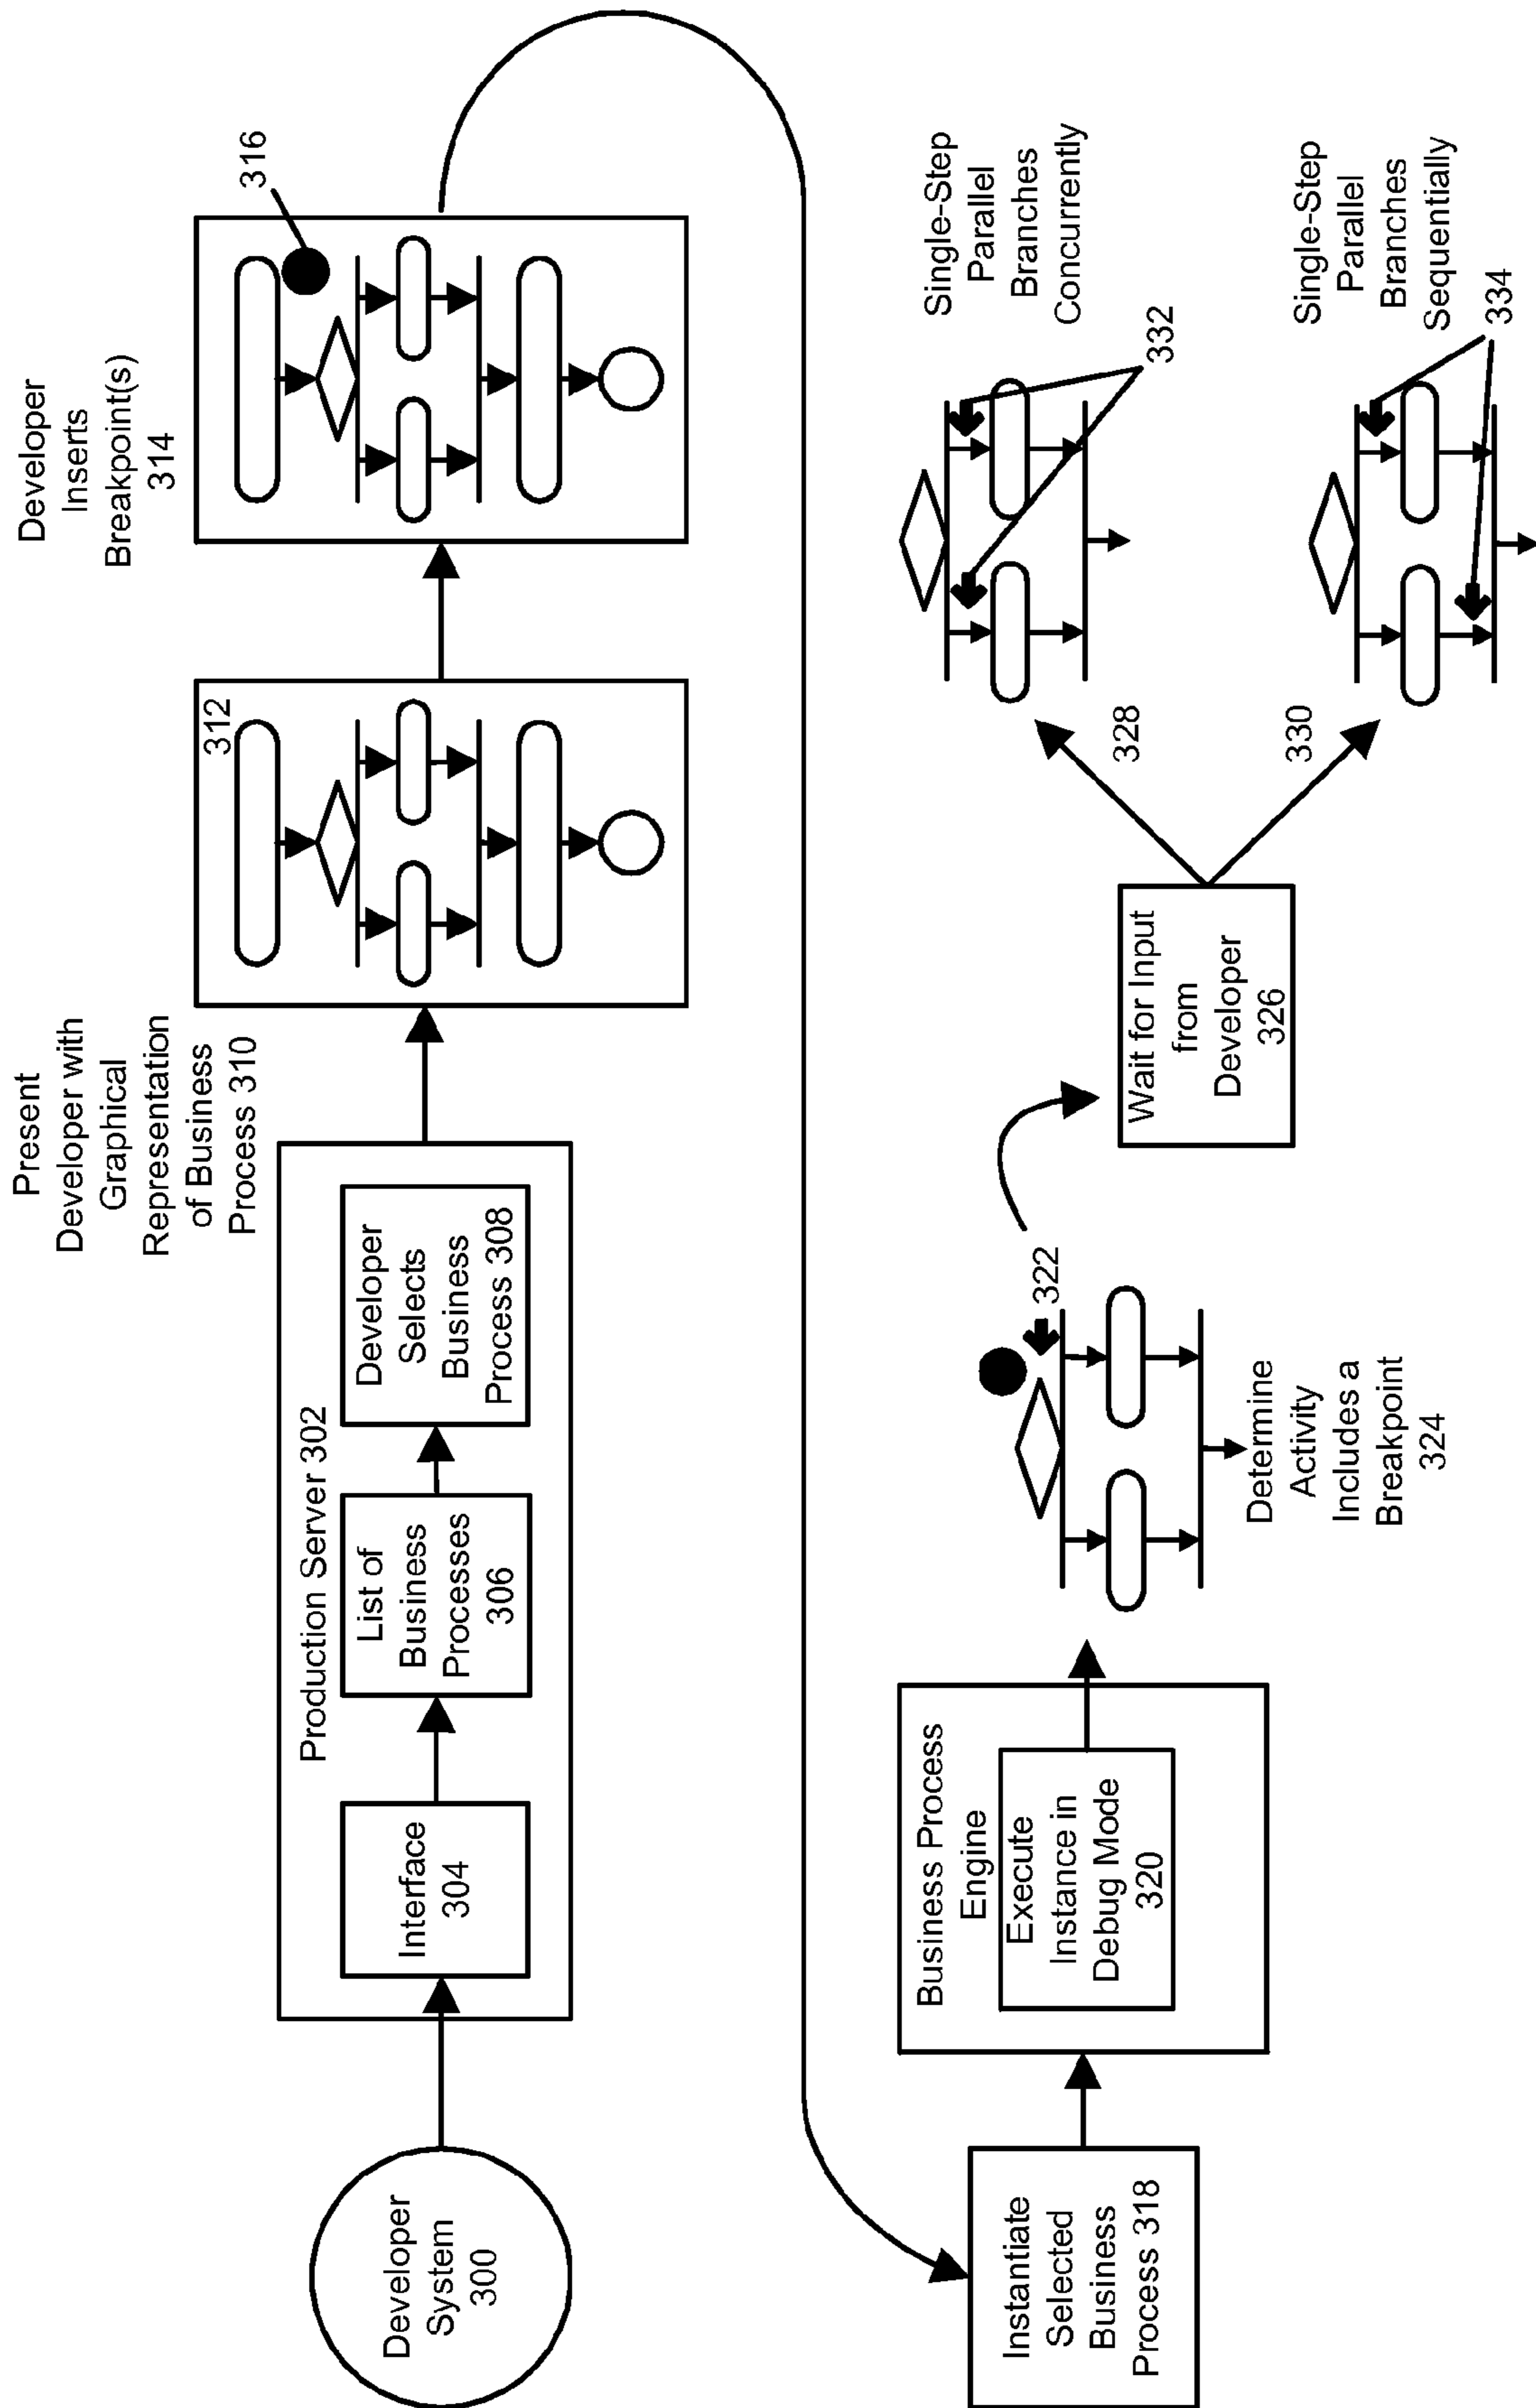 Developer
System
300
Production Server 302
Interface
304
List of
Business
Processes
306
Developer
Selects
Business
Process 308
Present
Developer with
Graphical
Representation
of Business
Process 310
312
Developer
Inserts
Breakpoint(s)
314
316
Instantiate
Selected
Business
Process 318
Business Process
Engine
Execute
Instance in
Debug Mode
320
322
Determine
Activity
Includes a
Breakpoint
324
Wait for Input
from
Developer
326
328
330
Single-Step
Parallel
Branches
Concurrently
332
Single-Step
Parallel
Branches
Sequentially
334